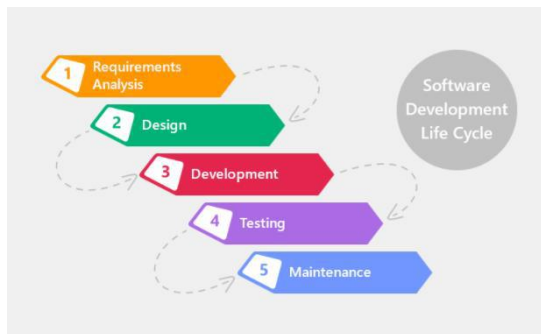 1
Requirements
Analysis
2
Design
3
Development
4
Testing
5
Maintenance
Software
Development
Life Cycle